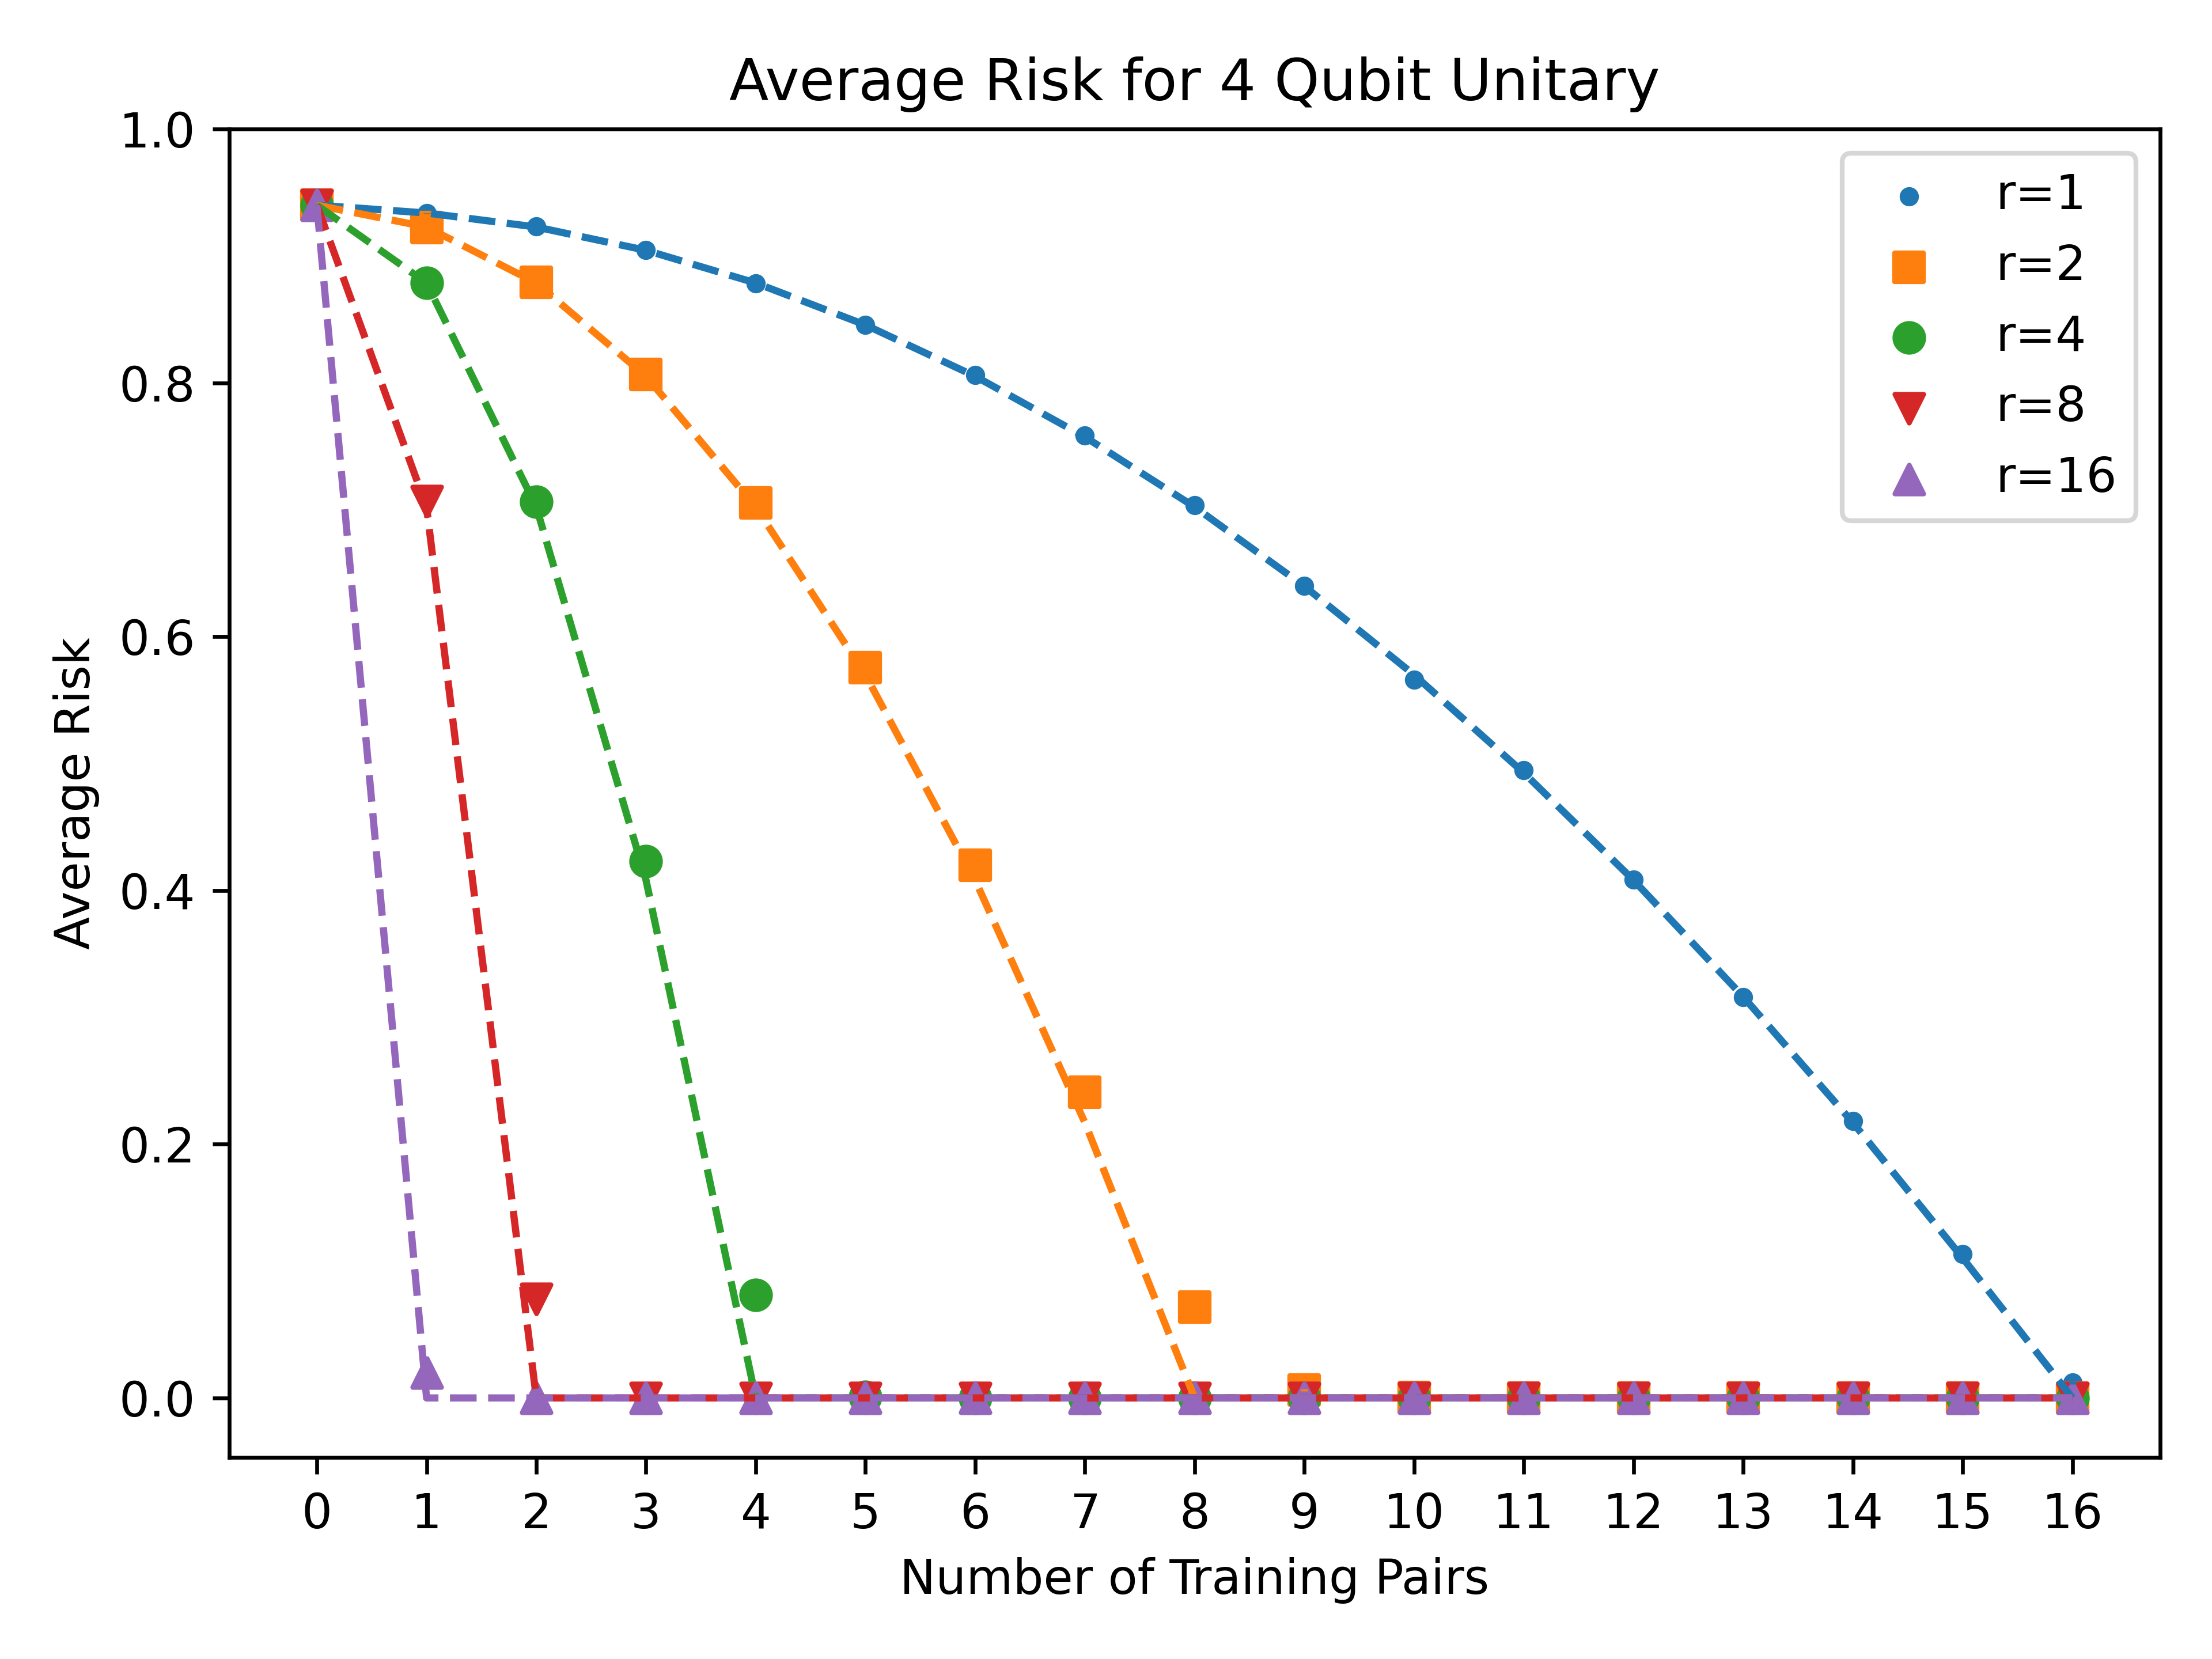 Average Risk for 4 Qubit Unitary
1.0
0.8
0.6
0.4
0.2
0.0
Average Risk
r=1
r=2
r=4
r=8
r=16
0 1 2 3 4 5 6 7 8 9 10 11 12 13 14 15 16
Number of Training Pairs